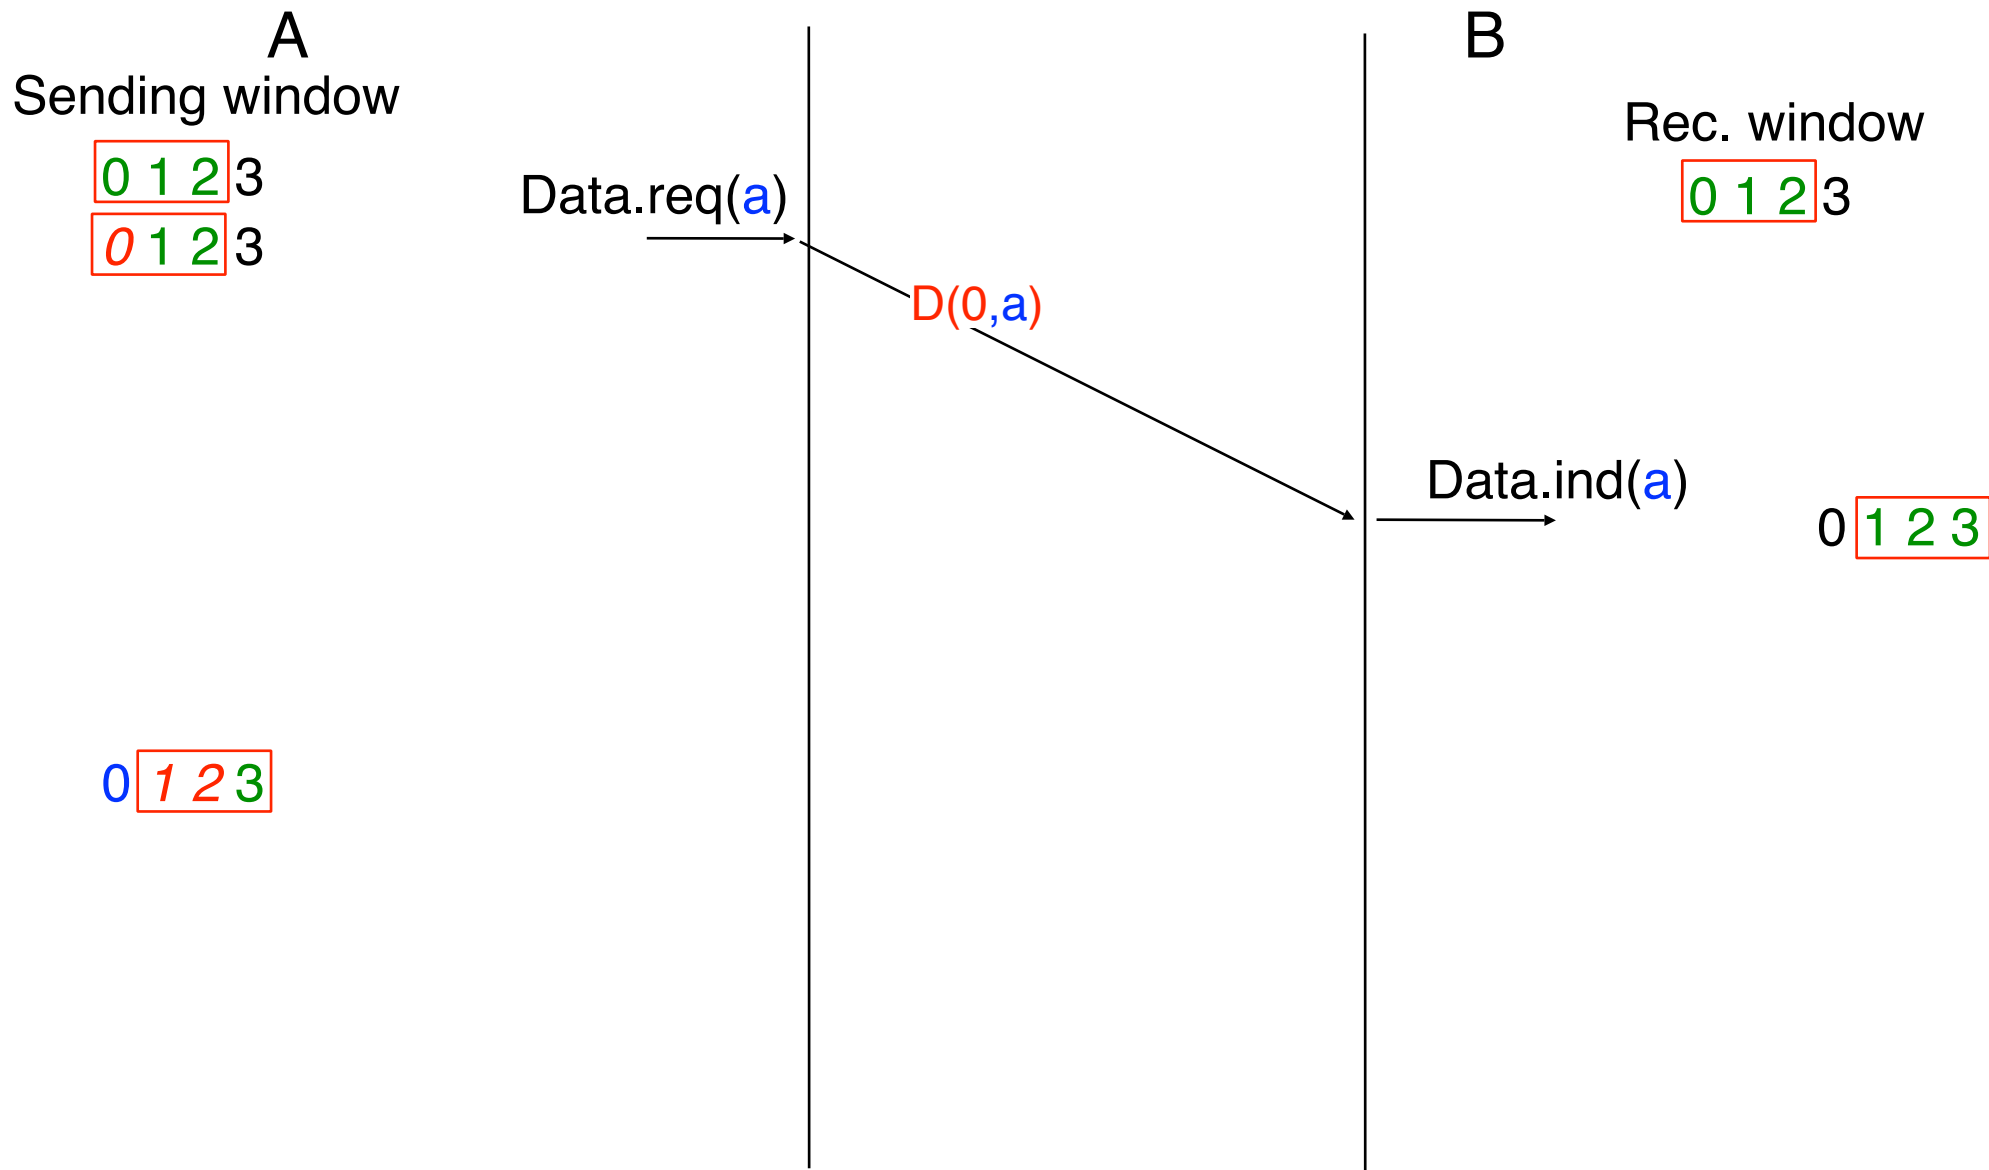 A
B
Sending window
Rec. window
0 1 2 3
Data.req(a)
0 1 2 3
0 1 2 3
D(0,a)
Data.ind(a)
0 1 2 3
0 1 2 3